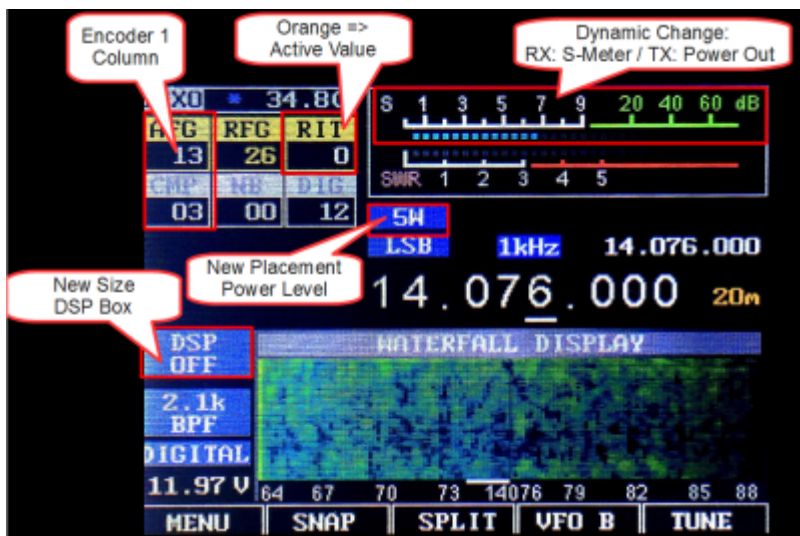 Encoder 1
Column
Orange =>
Active Value
Dynamic Change:
RX: S-Meter / TX: Power Out
* 34.8
S 1 3 5 7 9 20 40 60 dB
AFG RFG RIT
13 26 0
SWR 1 2 3 4 5
CMP NB DIG
03 00 12
5W
LSB 1kHz 14.076.000
New Placement
Power Level
14.076.000 20m
New Size
DSP Box
DSP
OFF
WATERFALL DISPLAY
2.1k
BPF
DIGITAL
11.97 V
64 67 70 73 14076 79 82 85 88
MENU SNAP SPLIT VFO B TUNE